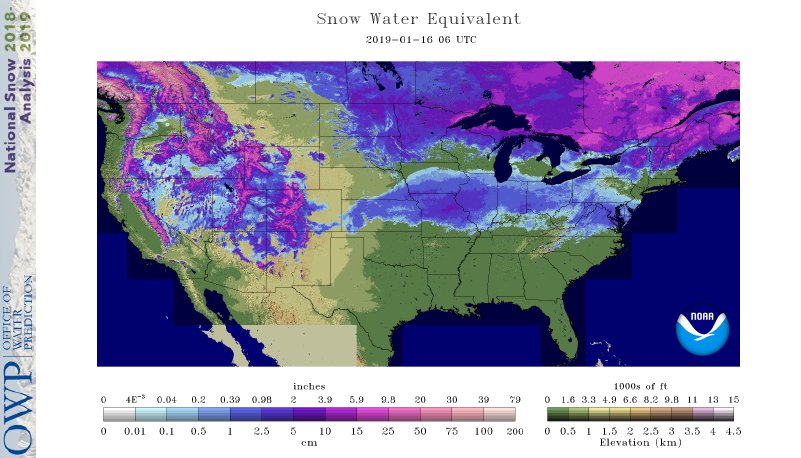 Snow Water Equivalent
2019-01-16 06 UTC
National Snow 2018-
Analysis 2019
OWP
OFFICE OF
WATER
PREDICTION
NOAA
inches
0 4E-3 0.04 0.2 0.39 0.98 2 3.9 5.9 9.8 20 30 39 79
0 0.01 0.1 0.5 1 2.5 5 10 15 25 50 75 100 200
cm
1000s of ft
0 1.6 3.3 4.9 6.6 8.2 9.8 11 13 15
0 0.5 1 1.5 2 2.5 3 3.5 4 4.5
Elevation (km)